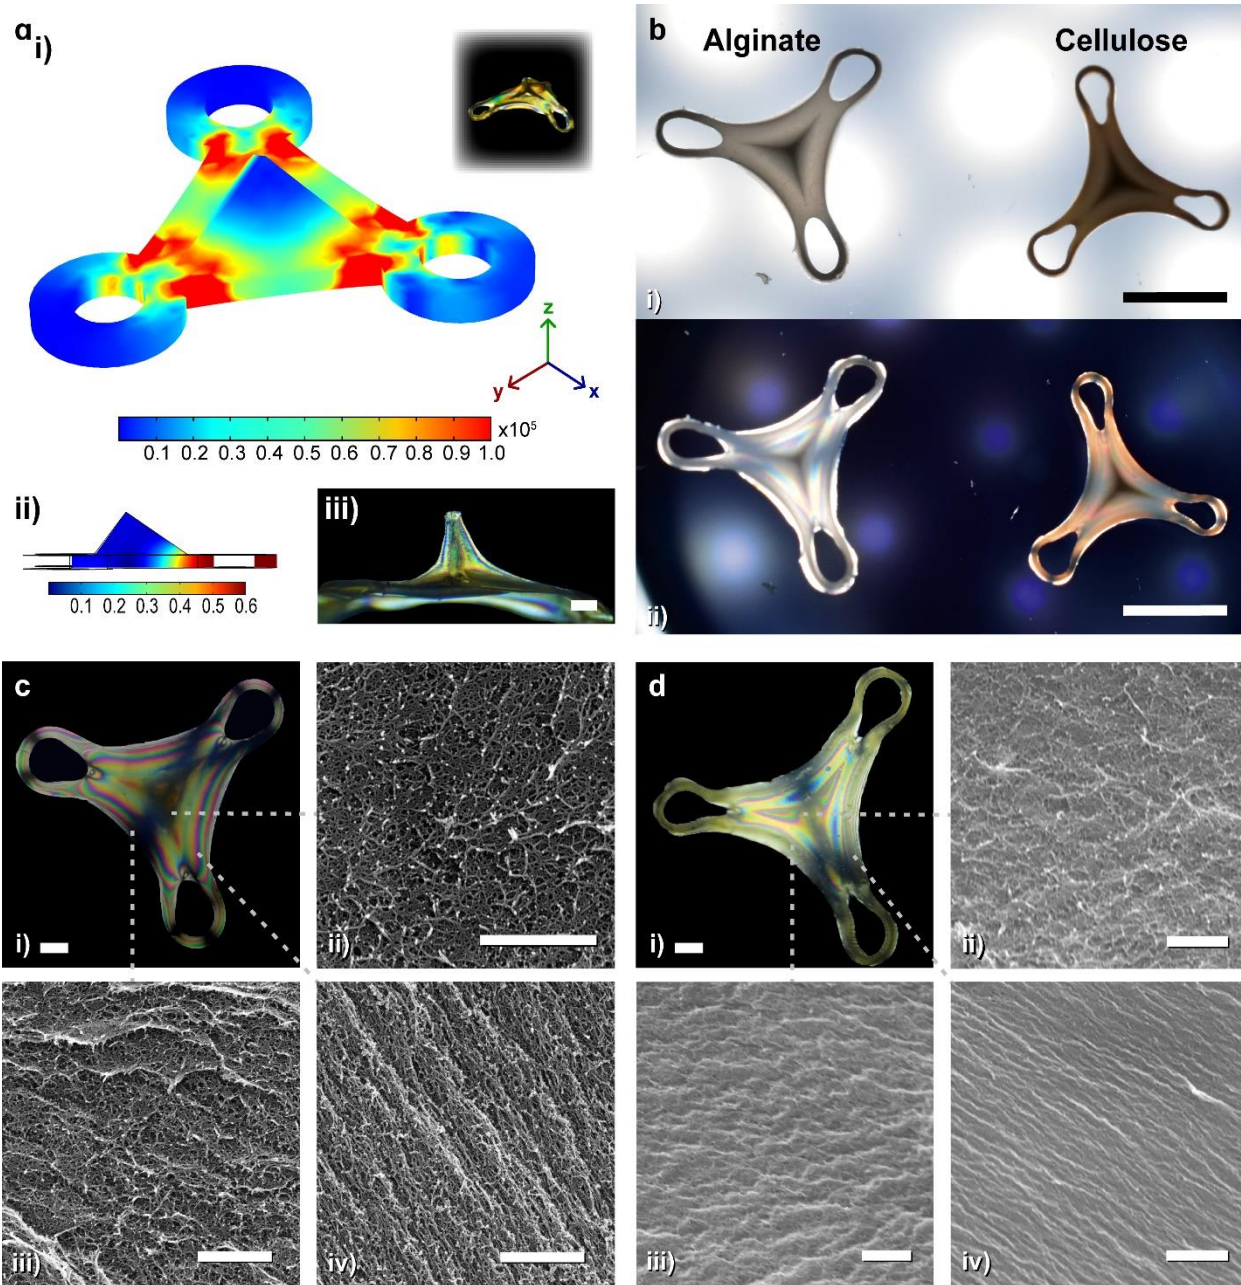 a
i)
z
y
x
x10⁵
0.1 0.2 0.3 0.4 0.5 0.6 0.7 0.8 0.9 1.0
ii)
0.1 0.2 0.3 0.4 0.5 0.6
iii)
b
Alginate
Cellulose
i)
ii)
c
i)
ii)
iii)
iv)
d
i)
ii)
iii)
iv)